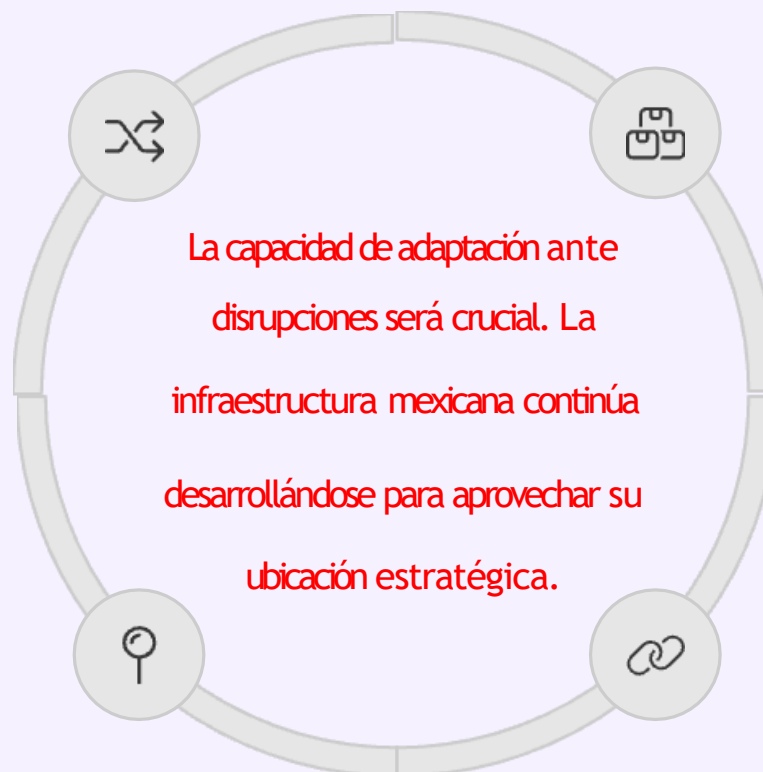 La capacidad de adaptación ante
disrupciones será crucial. La
infraestructura mexicana continúa
desarrollándose para aprovechar su
ubicación estratégica.